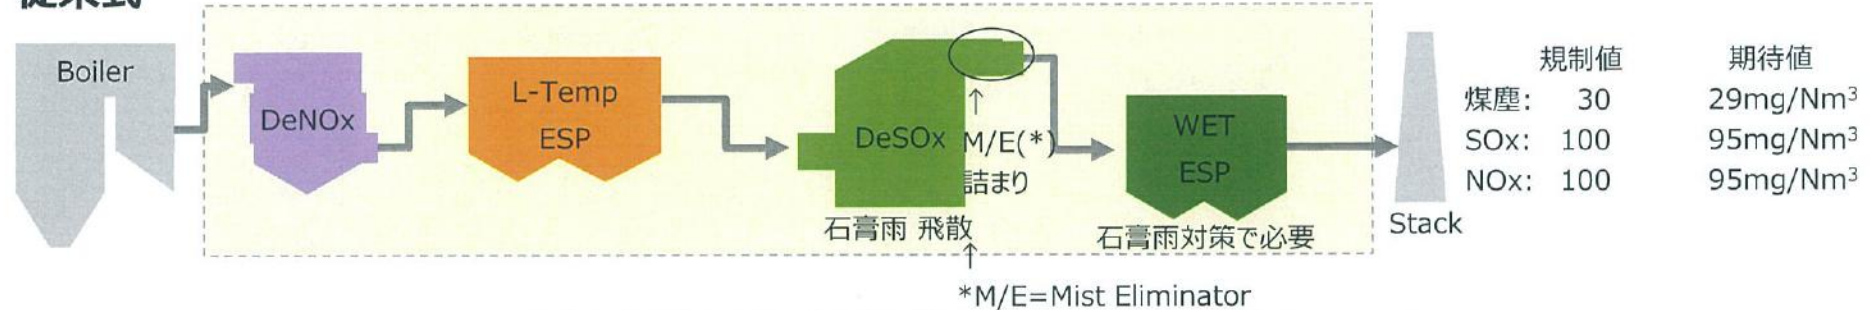 従来式
Boiler
DeNOx
L-Temp
ESP
DeSOx
↑
M/E(*)
詰まり
石膏雨 飛散
WET
ESP
石膏雨対策で必要
Stack
規制値 期待値
煤塵: 30 29mg/Nm³
SOx: 100 95mg/Nm³
NOx: 100 95mg/Nm³
↑
*M/E=Mist Eliminator